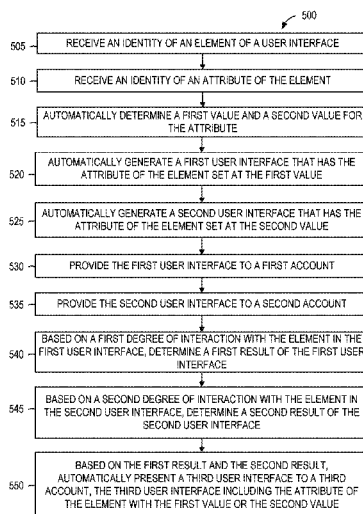 500
505
RECEIVE AN IDENTITY OF AN ELEMENT OF A USER INTERFACE
510
RECEIVE AN IDENTITY OF AN ATTRIBUTE OF THE ELEMENT
515
AUTOMATICALLY DETERMINE A FIRST VALUE AND A SECOND VALUE FOR
THE ATTRIBUTE
520
AUTOMATICALLY GENERATE A FIRST USER INTERFACE THAT HAS THE
ATTRIBUTE OF THE ELEMENT SET AT THE FIRST VALUE
525
AUTOMATICALLY GENERATE A SECOND USER INTERFACE THAT HAS THE
ATTRIBUTE OF THE ELEMENT SET AT THE SECOND VALUE
530
PROVIDE THE FIRST USER INTERFACE TO A FIRST ACCOUNT
535
PROVIDE THE SECOND USER INTERFACE TO A SECOND ACCOUNT
540
BASED ON A FIRST DEGREE OF INTERACTION WITH THE ELEMENT IN THE
FIRST USER INTERFACE, DETERMINE A FIRST RESULT OF THE FIRST USER
INTERFACE
545
BASED ON A SECOND DEGREE OF INTERACTION WITH THE ELEMENT IN
THE SECOND USER INTERFACE, DETERMINE A SECOND RESULT OF THE
SECOND USER INTERFACE
550
BASED ON THE FIRST RESULT AND THE SECOND RESULT,
AUTOMATICALLY PRESENT A THIRD USER INTERFACE TO A THIRD
ACCOUNT, THE THIRD USER INTERFACE INCLUDING THE ATTRIBUTE OF
THE ELEMENT WITH THE FIRST VALUE OR THE SECOND VALUE